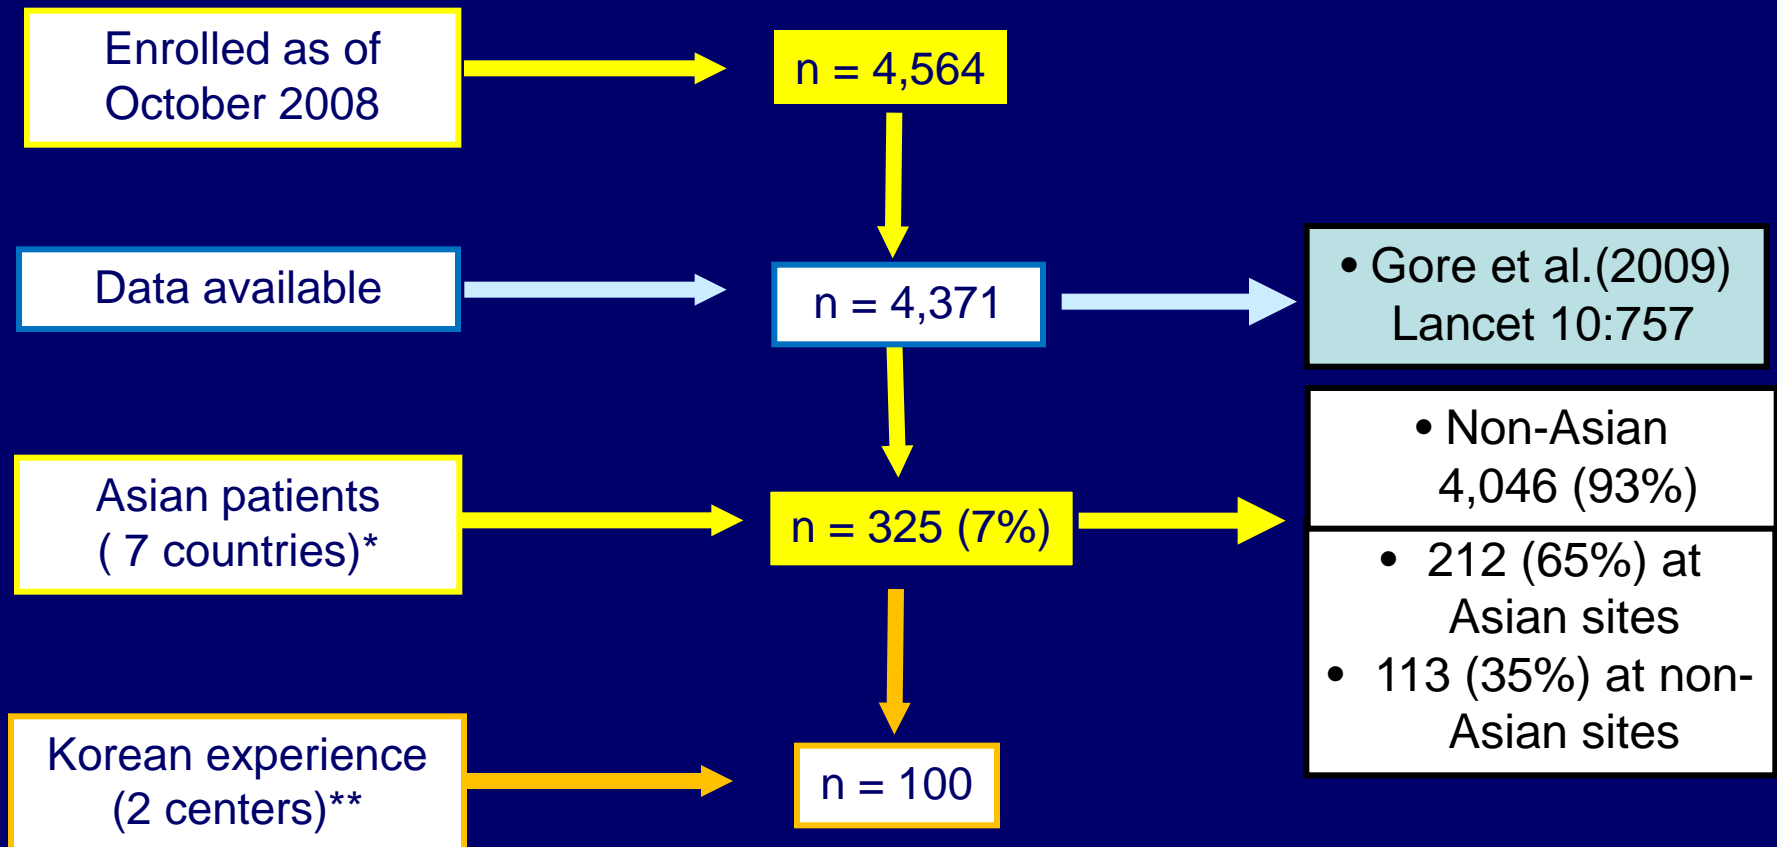 Enrolled as of
October 2008
n = 4,564
Data available
n = 4,371
• Gore et al.(2009)
Lancet 10:757
Asian patients
( 7 countries)*
n = 325 (7%)
• Non-Asian
4,046 (93%)
• 212 (65%) at
Asian sites
• 113 (35%) at non-
Asian sites
Korean experience
(2 centers)**
n = 100